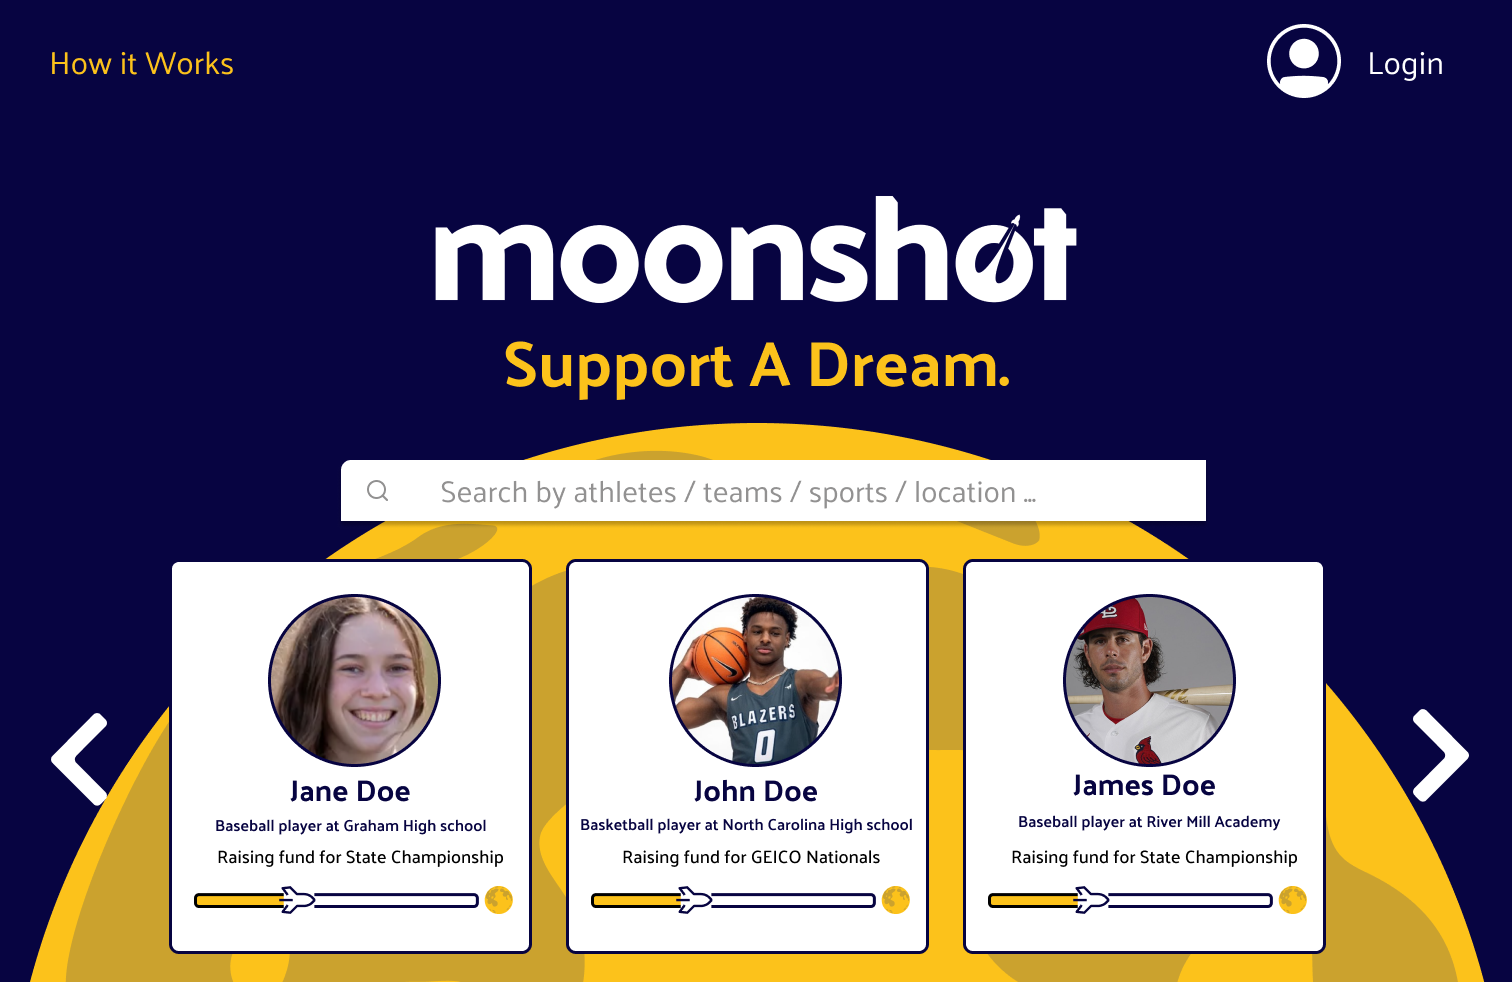 How it Works
Login
moonshot
Support A Dream.
Search by athletes / teams / sports / location ...
BLAZERS
0
Jane Doe
John Doe
James Doe
Baseball player at Graham High school
Basketball player at North Carolina High school
Baseball player at River Mill Academy
Raising fund for State Championship
Raising fund for GEICO Nationals
Raising fund for State Championship